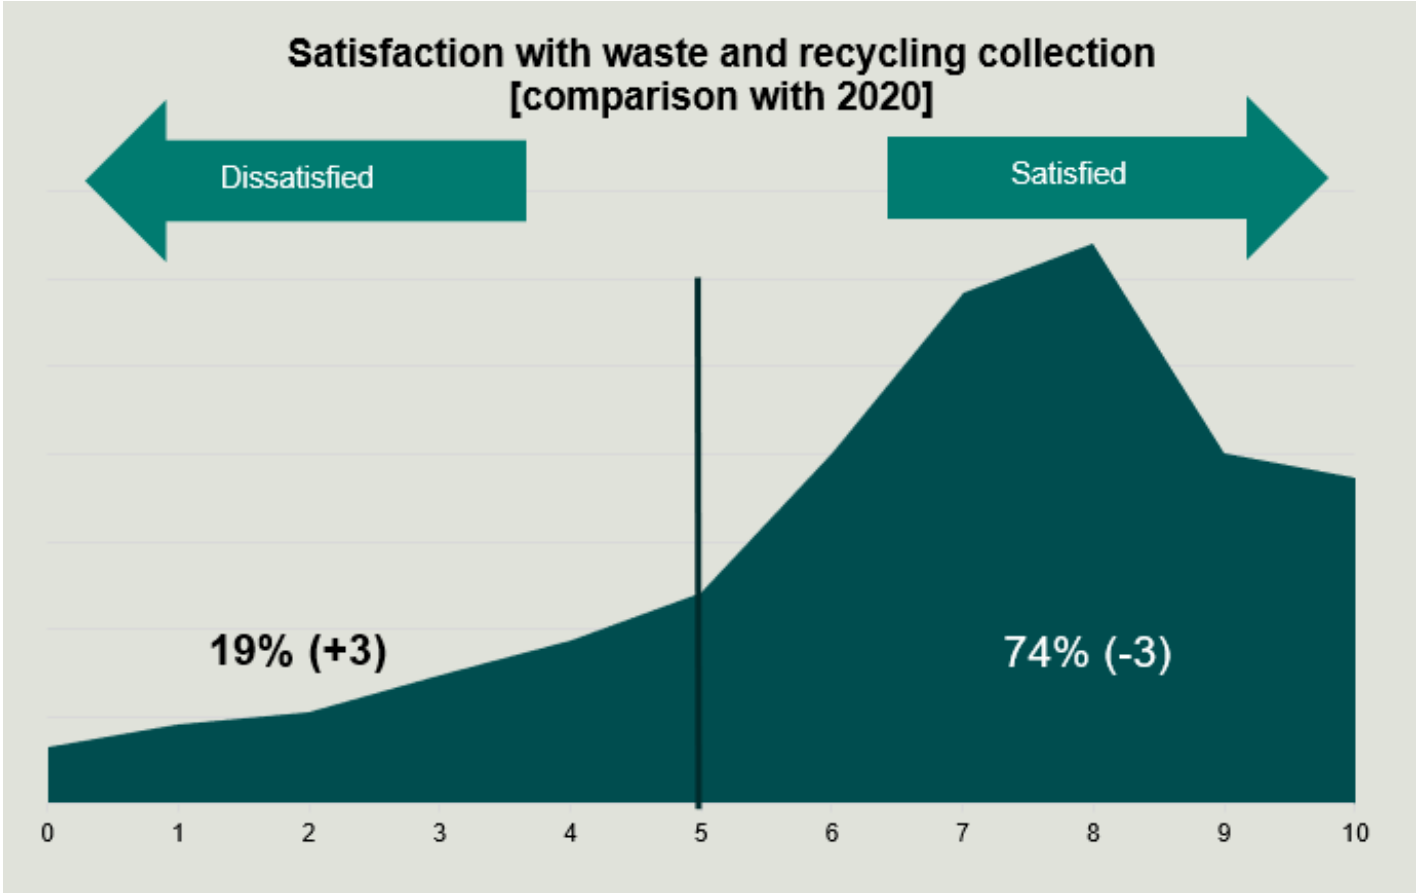 Satisfaction with waste and recycling collection
[comparison with 2020]
Dissatisfied
Satisfied
19% (+3)
74% (-3)
0 1 2 3 4 5 6 7 8 9 10